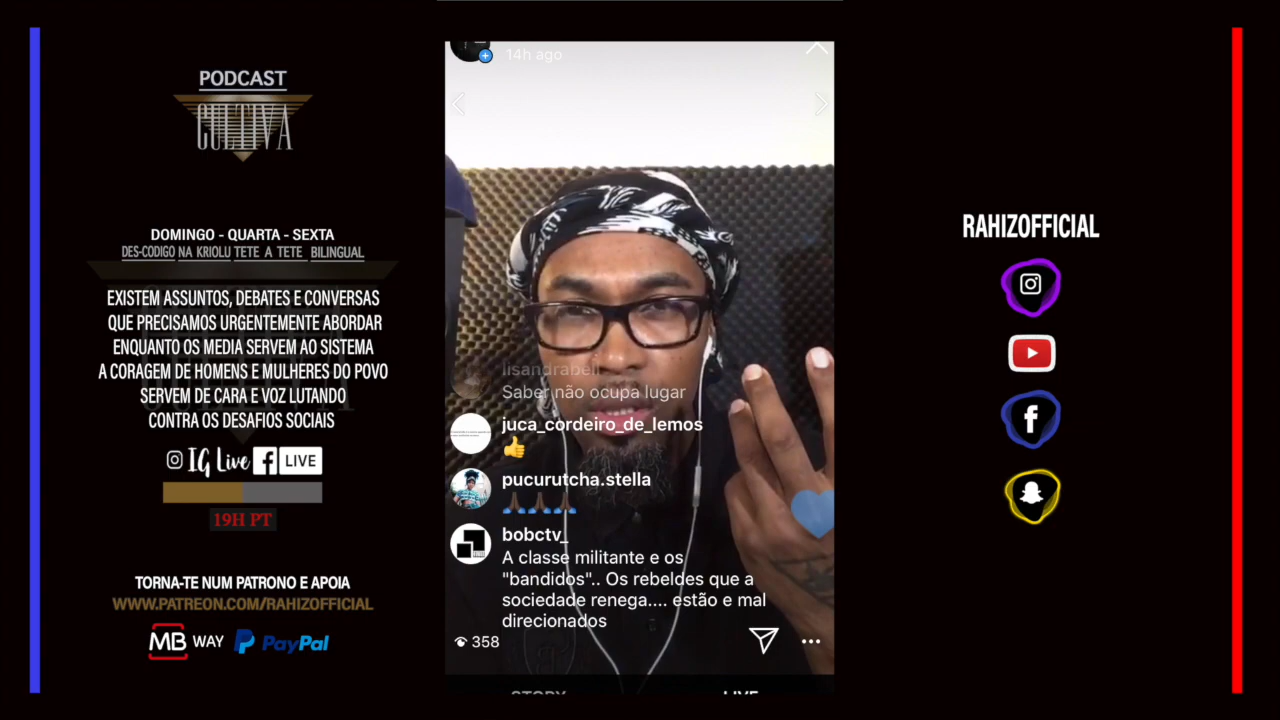 PODCAST
CULTIVA
DOMINGO - QUARTA - SEXTA
DES-CODIGO NA KRIOLU TETE A TETE BILINGUAL
EXISTEM ASSUNTOS, DEBATES E CONVERSAS
QUE PRECISAMOS URGENTEMENTE ABORDAR
ENQUANTO OS MEDIA SERVEM AO SISTEMA
A CORAGEM DE HOMENS E MULHERES DO POVO
SERVEM DE CARA E VOZ LUTANDO
CONTRA OS DESAFIOS SOCIAIS
IG Live f LIVE
19H PT
TORNA-TE NUM PATRONO E APOIA
WWW.PATREON.COM/RAHIZOFFICIAL
MB WAY PayPal
14h ago
lisandrabell
Saber não ocupa lugar
juca_cordeiro_de_lemos
👍
pucurutcha.stella
🙏🏿🙏🏿🙏🏿
bobctv_
A classe militante e os
"bandidos".. Os rebeldes que a
sociedade renega.... estão e mal
direcionados
358
STORY LIVE
RAHIZOFFICIAL